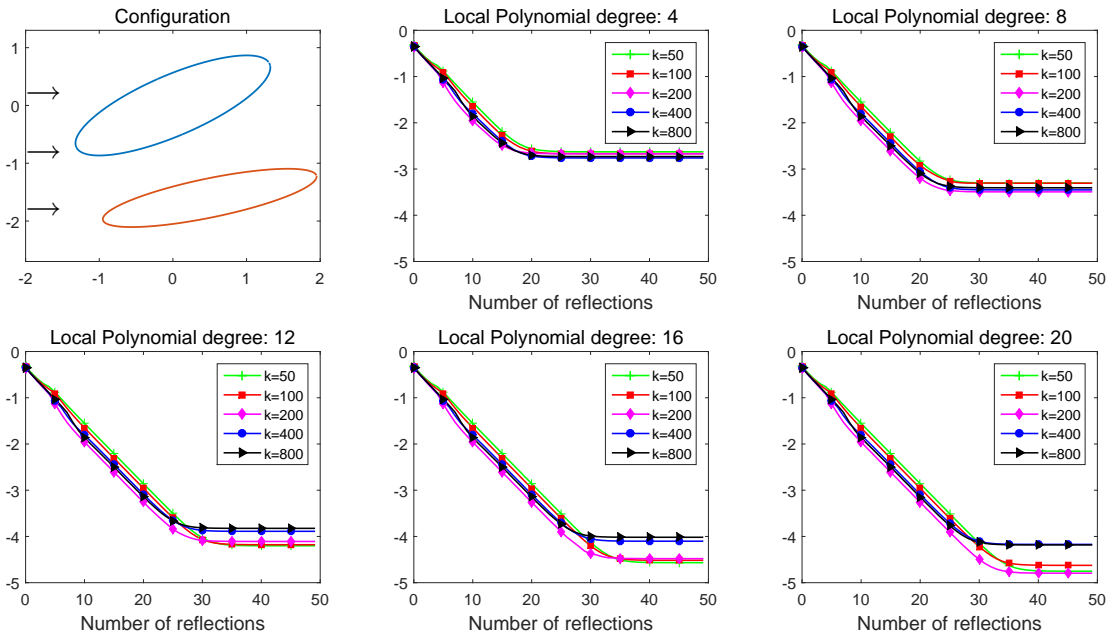 Configuration
1
0
-1
-2
-2 -1 0 1 2
Local Polynomial degree: 4
0
-1
-2
-3
-4
-5
k=50
k=100
k=200
k=400
k=800
0 10 20 30 40 50
Number of reflections
Local Polynomial degree: 8
0
-1
-2
-3
-4
-5
k=50
k=100
k=200
k=400
k=800
0 10 20 30 40 50
Number of reflections
Local Polynomial degree: 12
0
-1
-2
-3
-4
-5
k=50
k=100
k=200
k=400
k=800
0 10 20 30 40 50
Number of reflections
Local Polynomial degree: 16
0
-1
-2
-3
-4
-5
k=50
k=100
k=200
k=400
k=800
0 10 20 30 40 50
Number of reflections
Local Polynomial degree: 20
0
-1
-2
-3
-4
-5
k=50
k=100
k=200
k=400
k=800
0 10 20 30 40 50
Number of reflections